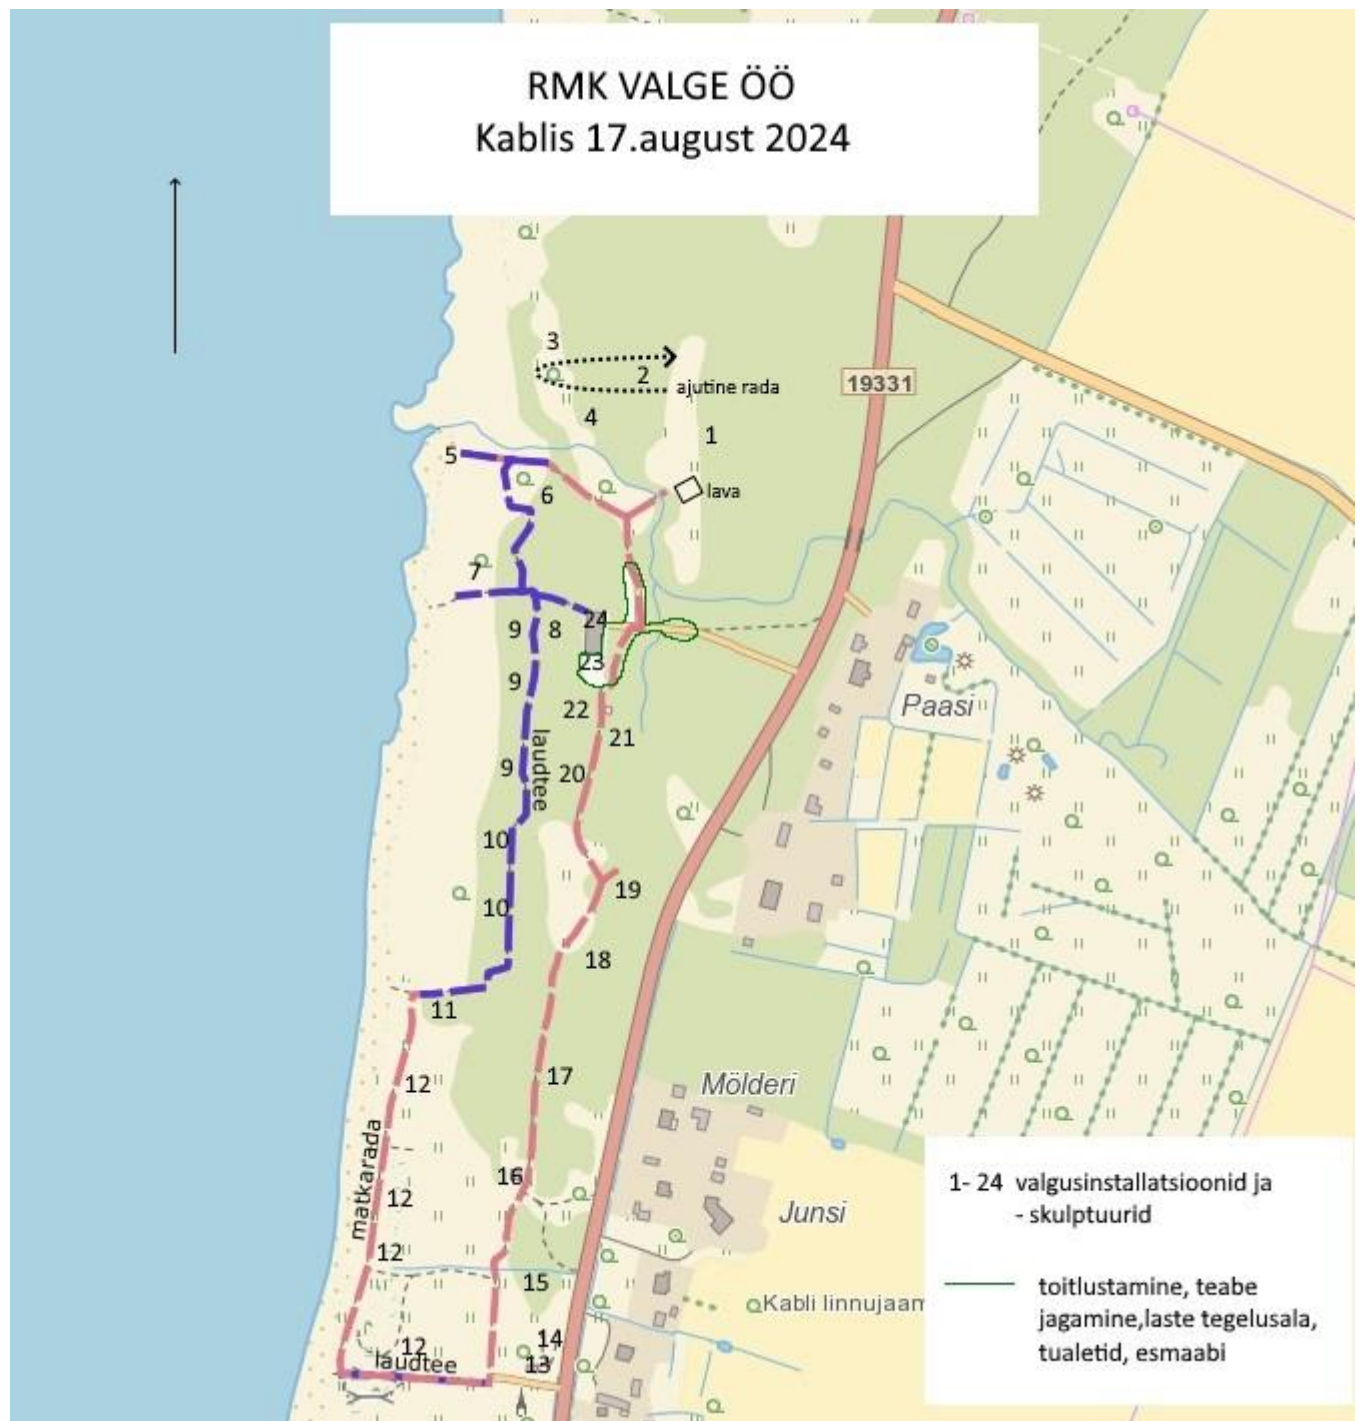 RMK VALGE ÖÖ
Kablis 17.august 2024
3
2
ajutine rada
19331
4
1
5
6
lava
7
24
9
8
23
9
22
Paasi
21
laudtee
9
20
10
19
10
18
11
17
12
Mölderi
matkarada
16
12
Junsi
12
15
Kabli linnujaam
14
12
laudtee
13
1- 24 valgusinstallatsioonid ja
- skulptuurid
toitlustamine, teabe
jagamine,laste tegelusala,
tualetid, esmaabi